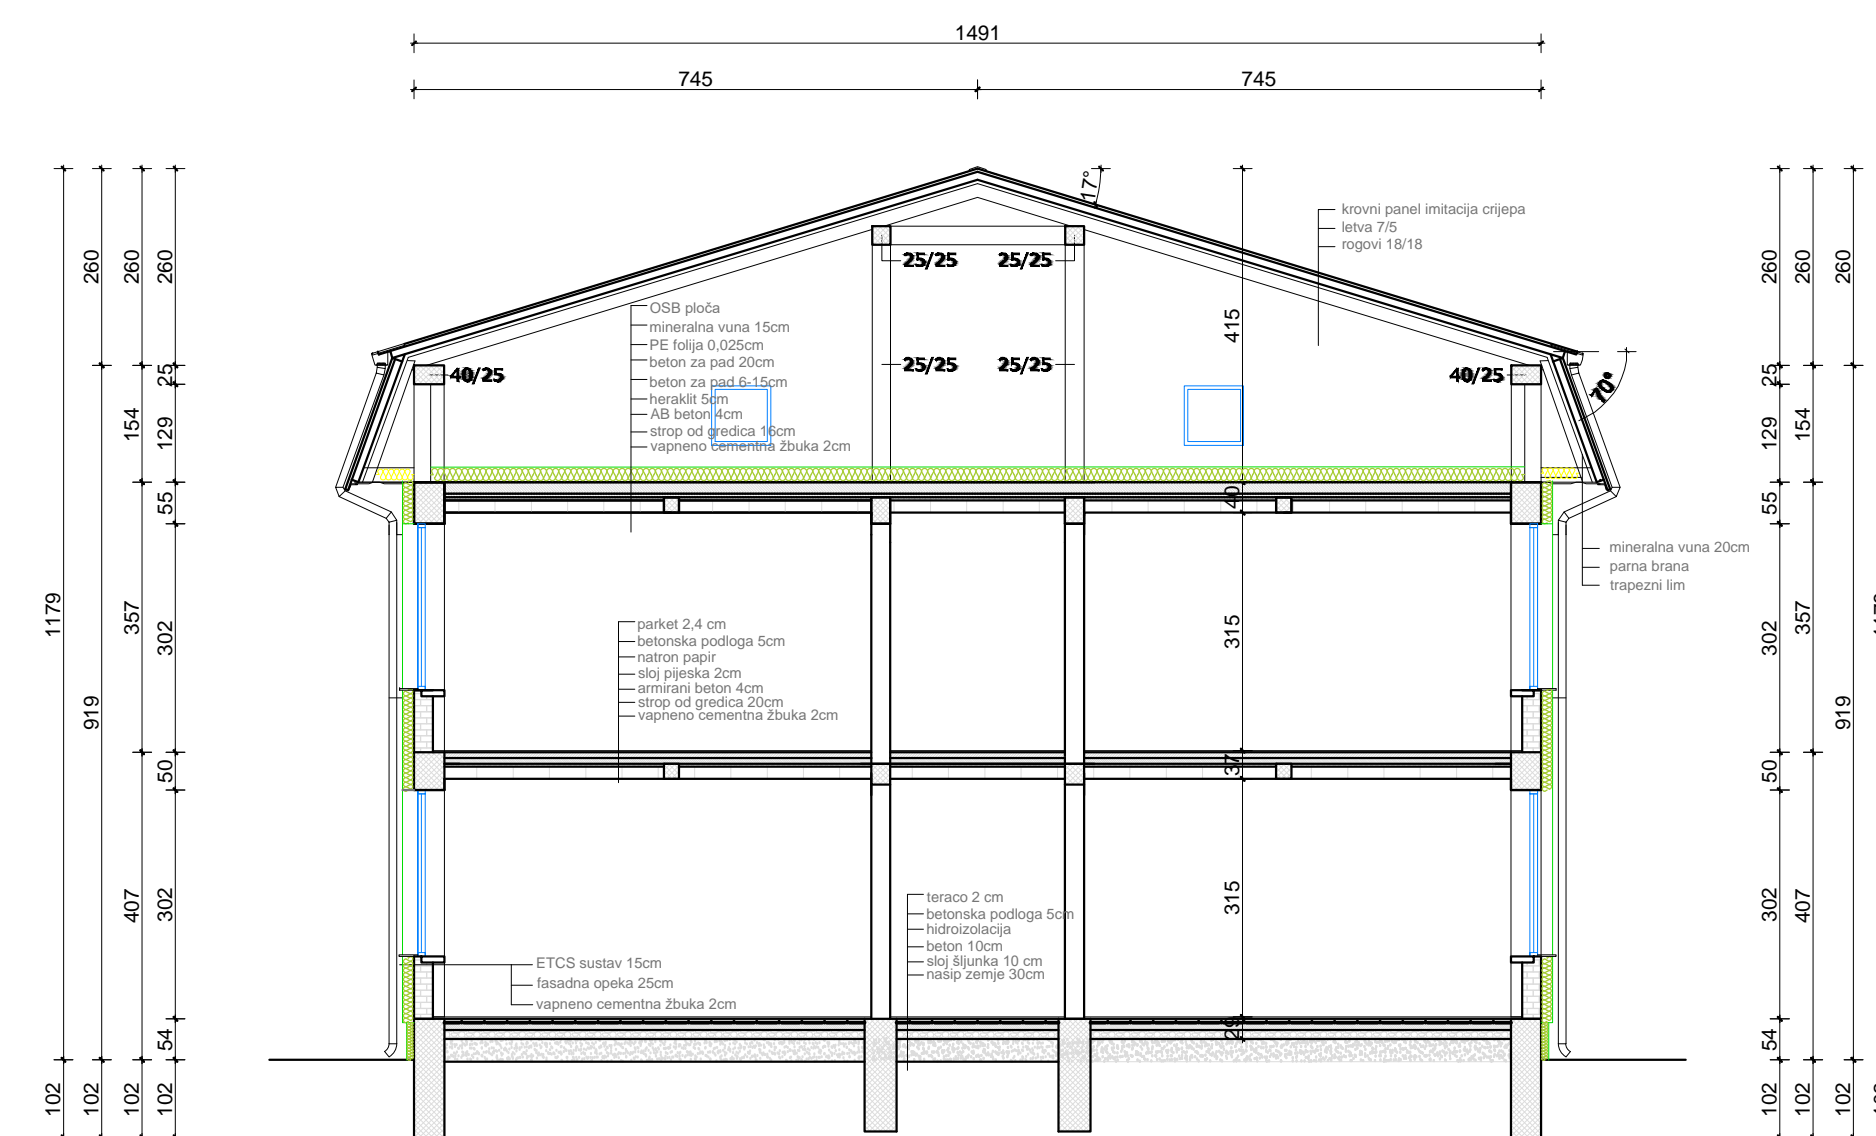 1491
745
745
17°
krovni panel imitacija crijepa
letva 7/5
rogovi 18/18
260
260
260
25/25
25/25
415
260
260
260
OSB ploča
mineralna vuna 15cm
PE folija 0,025cm
beton za pad 20cm
beton za pad 6-15cm
heraklit 5cm
AB beton 4cm
strop od gredica 16cm
vapneno cementna žbuka 2cm
25/25
25/25
40/25
40/25
70°
25
154
129
55
25
129
154
55
40
mineralna vuna 20cm
parna brana
trapezni lim
1179
357
302
315
302
357
parket 2,4 cm
betonska podloga 5cm
natron papir
sloj pijeska 2cm
armirani beton 4cm
strop od gredica 20cm
vapneno cementna žbuka 2cm
919
919
50
37
50
407
302
315
302
407
teraco 2 cm
betonska podloga 5cm
hidroizolacija
beton 10cm
sloj šljunka 10 cm
nasip zemje 30cm
ETCS sustav 15cm
fasadna opeka 25cm
vapneno cementna žbuka 2cm
54
54
102
102
102
102
102
102
102